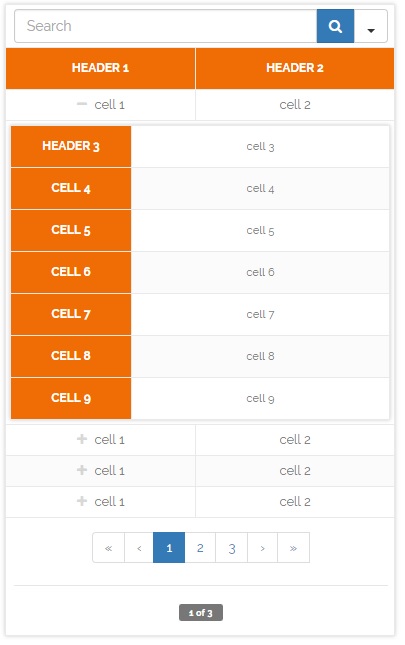 Search
HEADER 1 HEADER 2
− cell 1 cell 2
HEADER 3 cell 3
CELL 4 cell 4
CELL 5 cell 5
CELL 6 cell 6
CELL 7 cell 7
CELL 8 cell 8
CELL 9 cell 9
+ cell 1 cell 2
+ cell 1 cell 2
+ cell 1 cell 2
« ‹ 1 2 3 › »
1 of 3